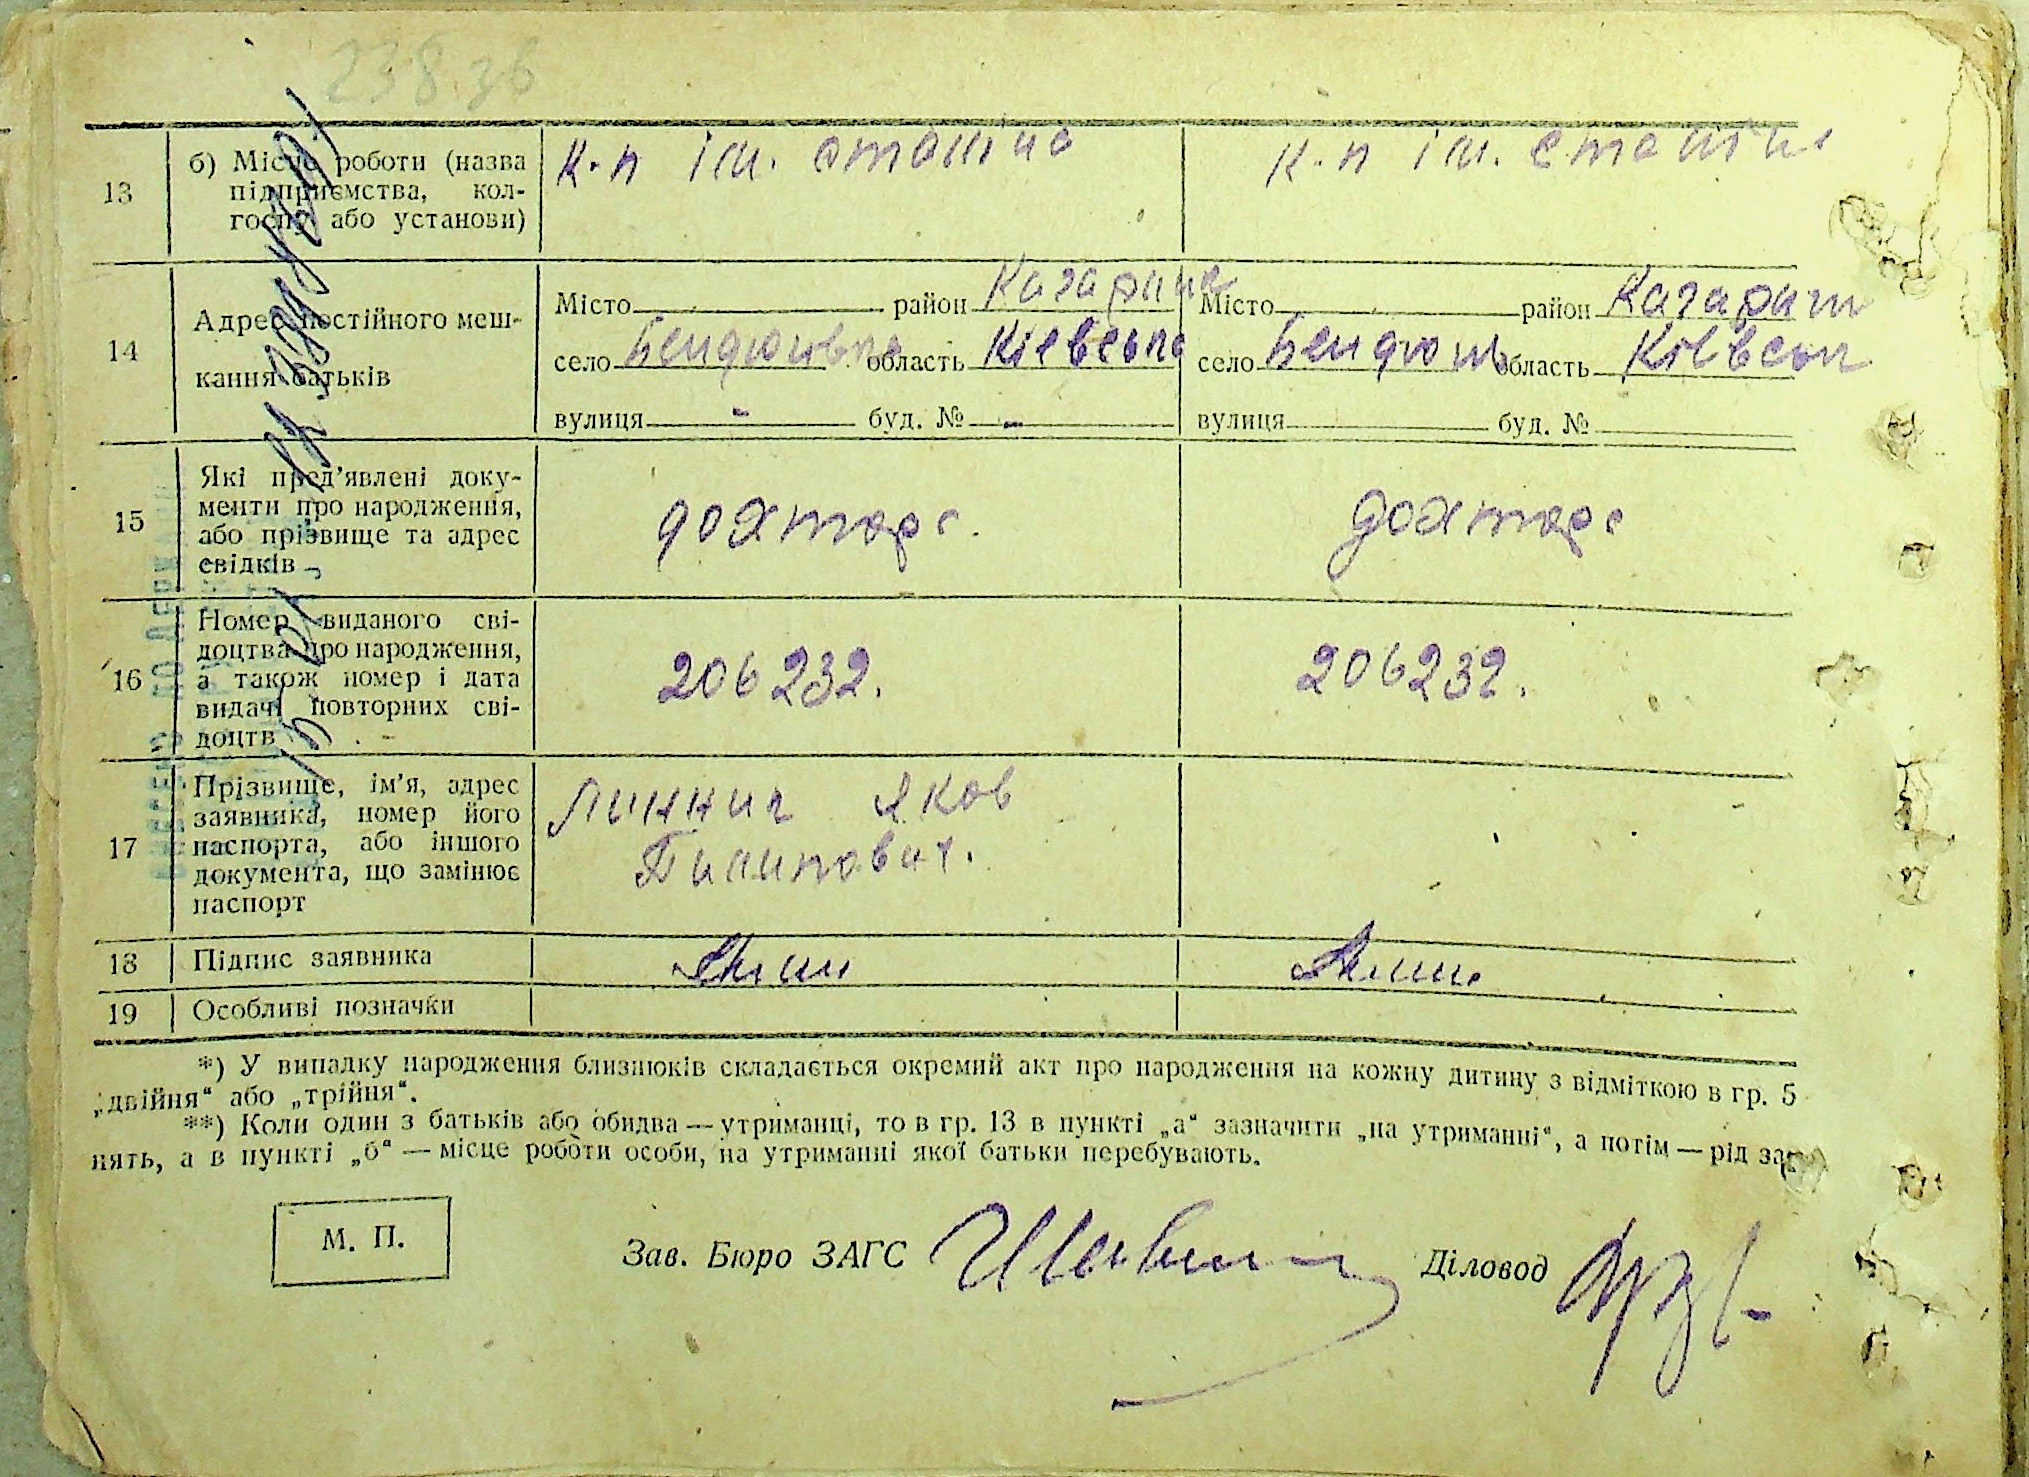 238 зв
13
б) Місце роботи (назва
підприємства, кол-
госпу або установи)
к-п ім. Сталіна
к-п ім. Сталіна
14
Адрес постійного меш-
кання батьків
Місто район Кагарлик
село область Київська
вулиця - буд. № -
Місто район Кагарлик
село область Київськ
вулиця буд. №
15
Які пред'явлені доку-
менти про народження,
або прізвище та адрес
свідків
206232.
206232.
16
Номер виданого сві-
доцтва про народження,
а також номер і дата
видачі повторних сві-
доцтв
17
Прізвище, ім'я, адрес
заявника, номер його
паспорта, або іншого
документа, що замінює
паспорт
Линник Яков
Пилипович.
18
Підпис заявника
19
Особливі позначки
*) У випадку народження близнюків складається окремий акт про народження на кожну дитину з відміткою в гр. 5
„двійня“ або „трійня“.
**) Коли один з батьків або обидва — утриманці, то в гр. 13 в пункті „а“ зазначити „на утриманні“, а потім — рід за-
нять, а в пункті „б“ — місце роботи особи, на утриманні якої батьки перебувають.
М. П.
Зав. Бюро ЗАГС
Діловод